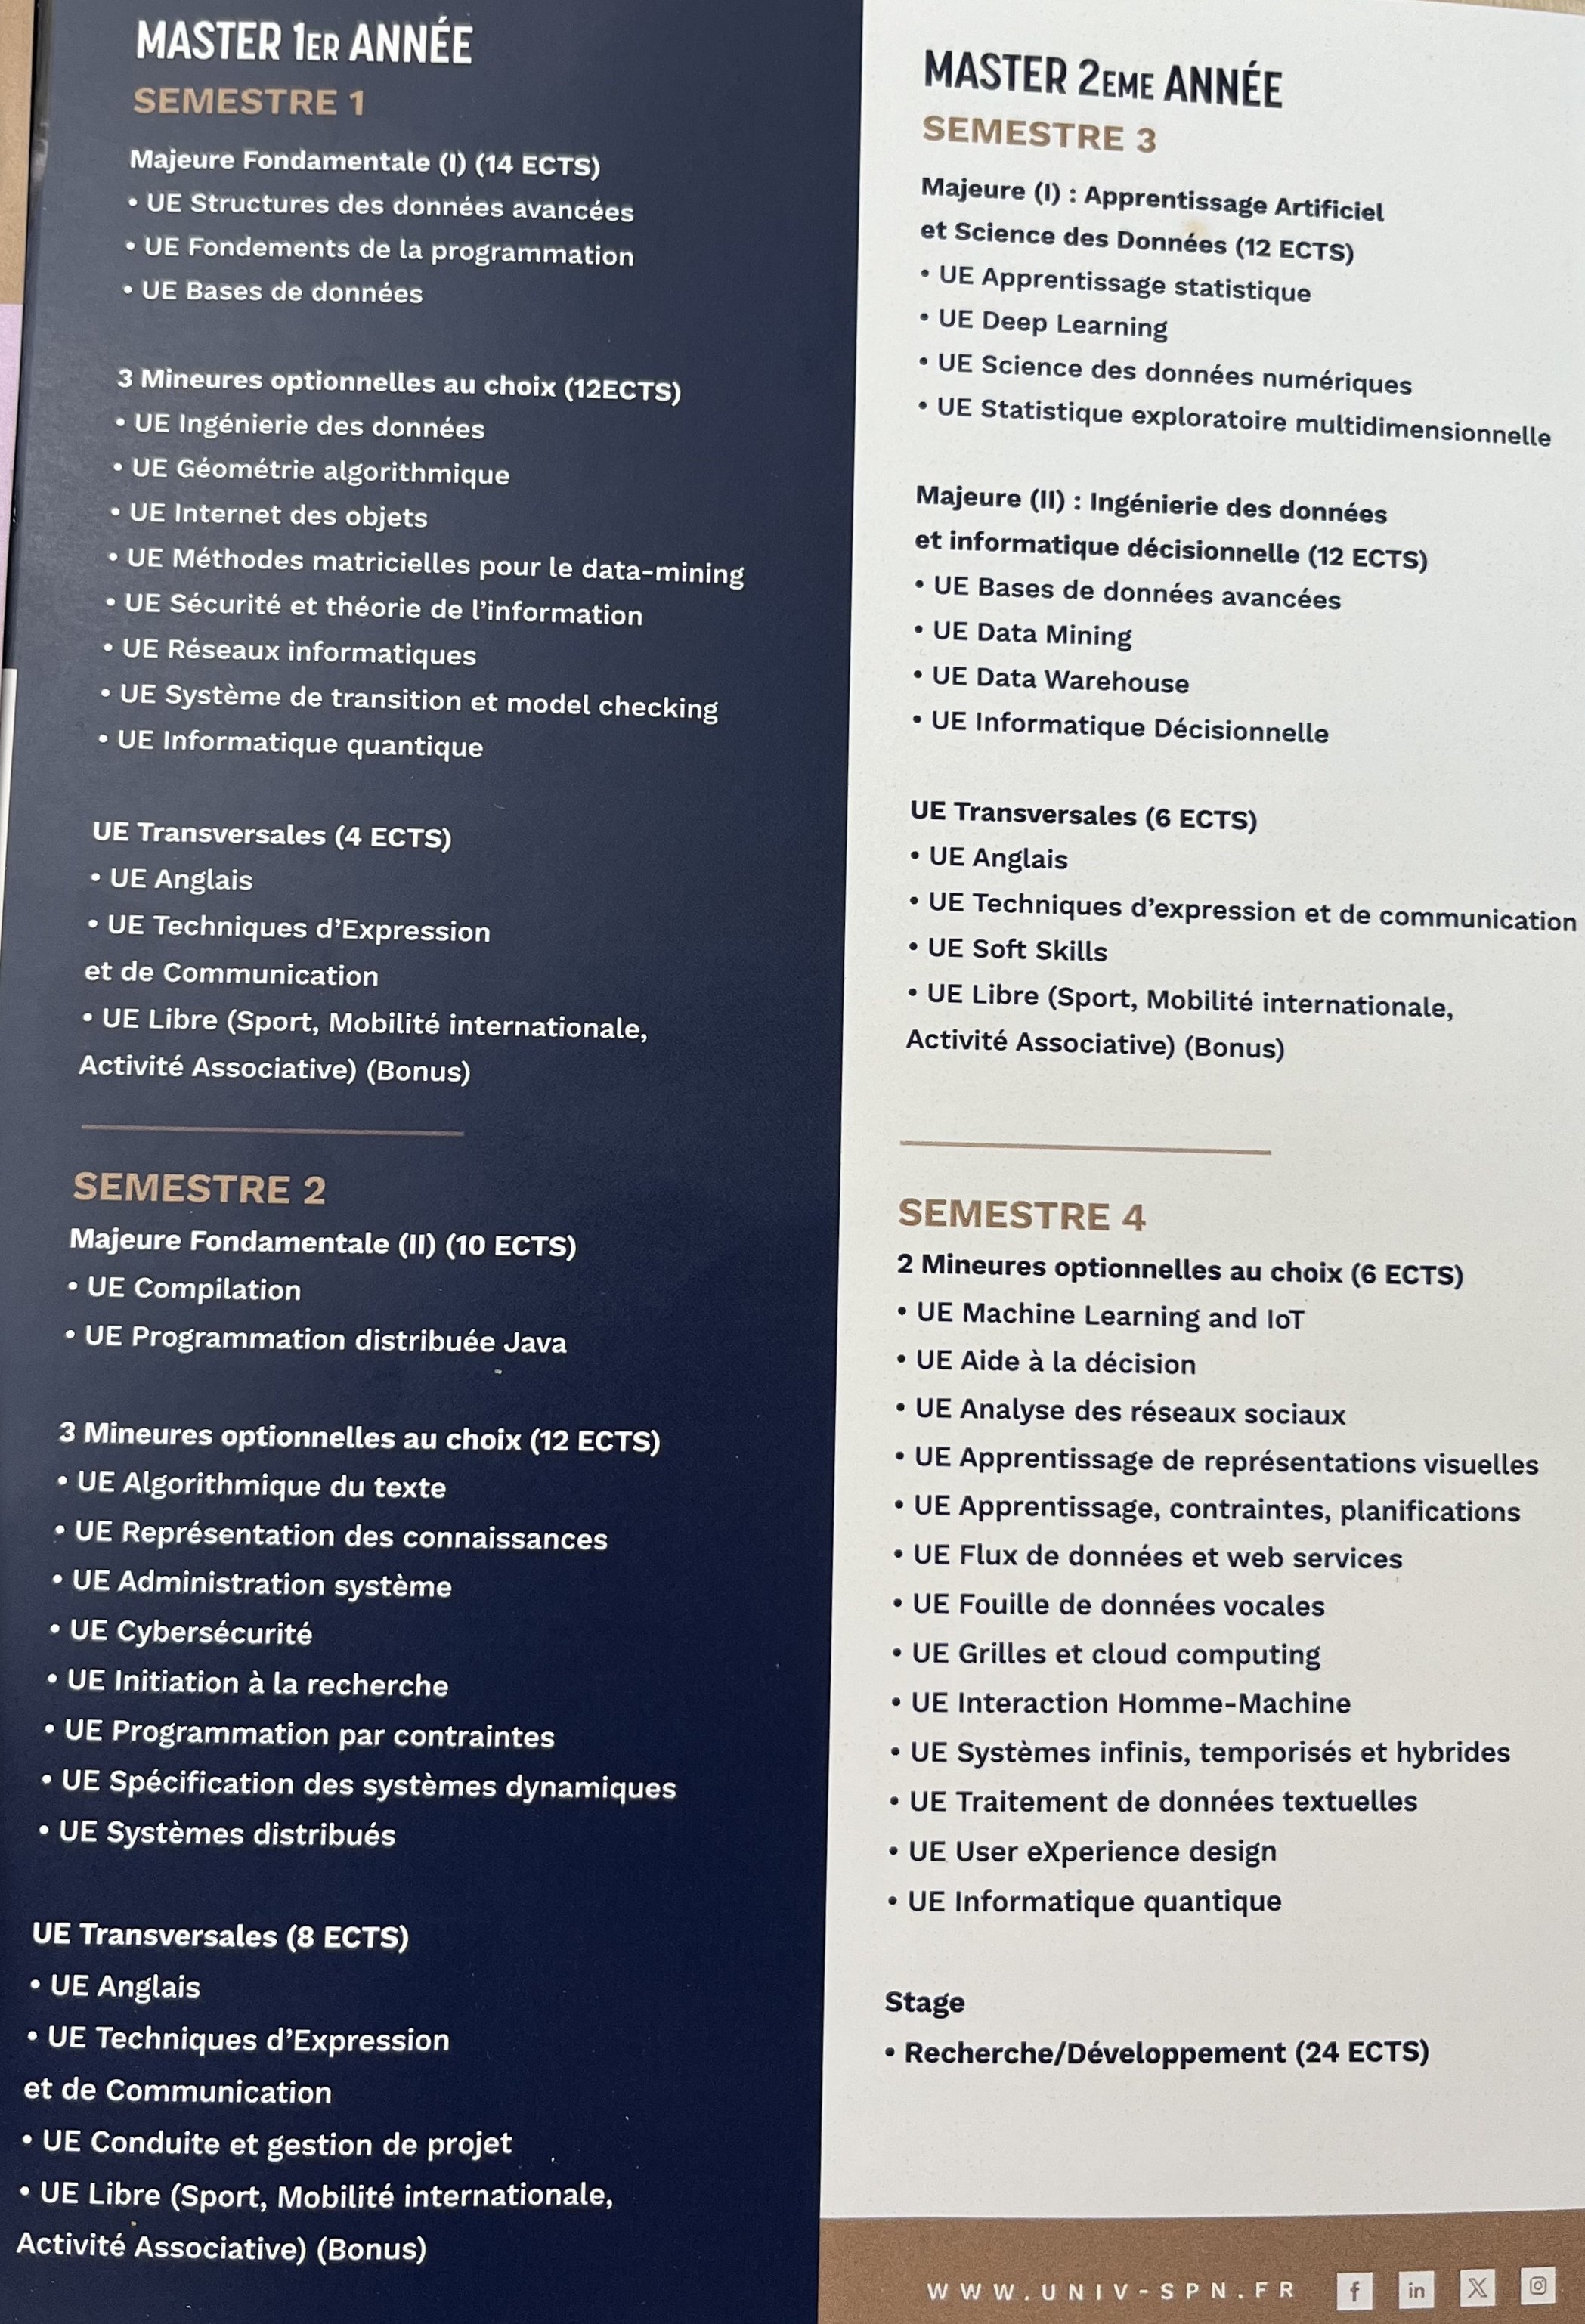 MASTER 1ER ANNÉE
SEMESTRE 1
Majeure Fondamentale (I) (14 ECTS)
• UE Structures des données avancées
• UE Fondements de la programmation
• UE Bases de données
3 Mineures optionnelles au choix (12ECTS)
• UE Ingénierie des données
• UE Géométrie algorithmique
• UE Internet des objets
• UE Méthodes matricielles pour le data-mining
• UE Sécurité et théorie de l'information
• UE Réseaux informatiques
• UE Système de transition et model checking
• UE Informatique quantique
UE Transversales (4 ECTS)
• UE Anglais
• UE Techniques d'Expression
et de Communication
• UE Libre (Sport, Mobilité internationale,
Activité Associative) (Bonus)
SEMESTRE 2
Majeure Fondamentale (II) (10 ECTS)
• UE Compilation
• UE Programmation distribuée Java
3 Mineures optionnelles au choix (12 ECTS)
• UE Algorithmique du texte
• UE Représentation des connaissances
• UE Administration système
• UE Cybersécurité
• UE Initiation à la recherche
• UE Programmation par contraintes
• UE Spécification des systèmes dynamiques
• UE Systèmes distribués
UE Transversales (8 ECTS)
• UE Anglais
• UE Techniques d'Expression
et de Communication
• UE Conduite et gestion de projet
• UE Libre (Sport, Mobilité internationale,
Activité Associative) (Bonus)
MASTER 2EME ANNÉE
SEMESTRE 3
Majeure (I) : Apprentissage Artificiel
et Science des Données (12 ECTS)
• UE Apprentissage statistique
• UE Deep Learning
• UE Science des données numériques
• UE Statistique exploratoire multidimensionnelle
Majeure (II) : Ingénierie des données
et informatique décisionnelle (12 ECTS)
• UE Bases de données avancées
• UE Data Mining
• UE Data Warehouse
• UE Informatique Décisionnelle
UE Transversales (6 ECTS)
• UE Anglais
• UE Techniques d'expression et de communication
• UE Soft Skills
• UE Libre (Sport, Mobilité internationale,
Activité Associative) (Bonus)
SEMESTRE 4
2 Mineures optionnelles au choix (6 ECTS)
• UE Machine Learning and IoT
• UE Aide à la décision
• UE Analyse des réseaux sociaux
• UE Apprentissage de représentations visuelles
• UE Apprentissage, contraintes, planifications
• UE Flux de données et web services
• UE Fouille de données vocales
• UE Grilles et cloud computing
• UE Interaction Homme-Machine
• UE Systèmes infinis, temporisés et hybrides
• UE Traitement de données textuelles
• UE User eXperience design
• UE Informatique quantique
Stage
• Recherche/Développement (24 ECTS)
WWW.UNIV-SPN.FR